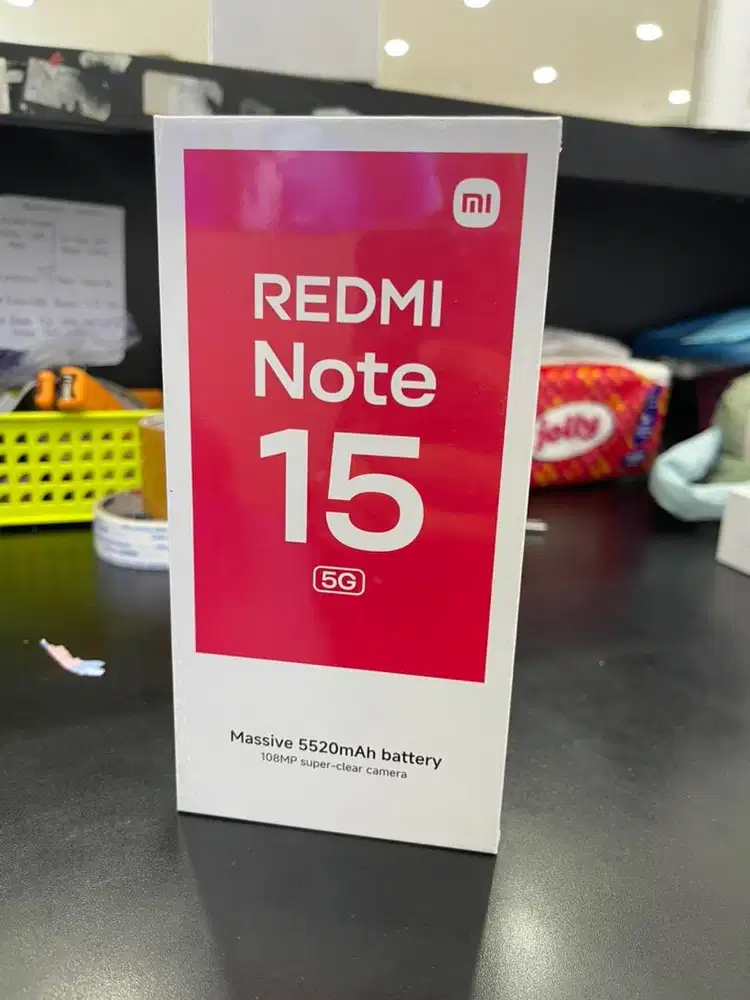 mi
REDMI
Note
15
5G
Massive 5520mAh battery
108MP super-clear camera
Jolly